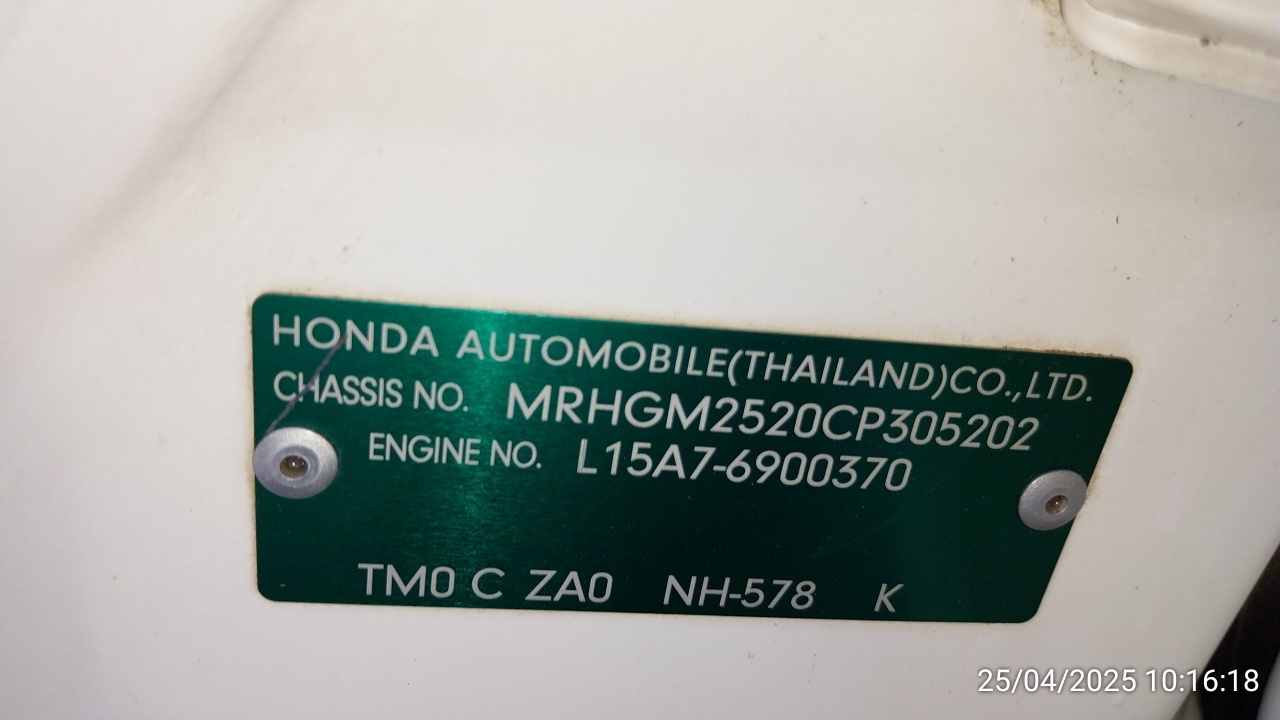 HONDA AUTOMOBILE(THAILAND)CO.,LTD.
CHASSIS NO. MRHGM2520CP305202
ENGINE NO. L15A7-6900370
TM0 C ZA0 NH-578 K
25/04/2025 10:16:18